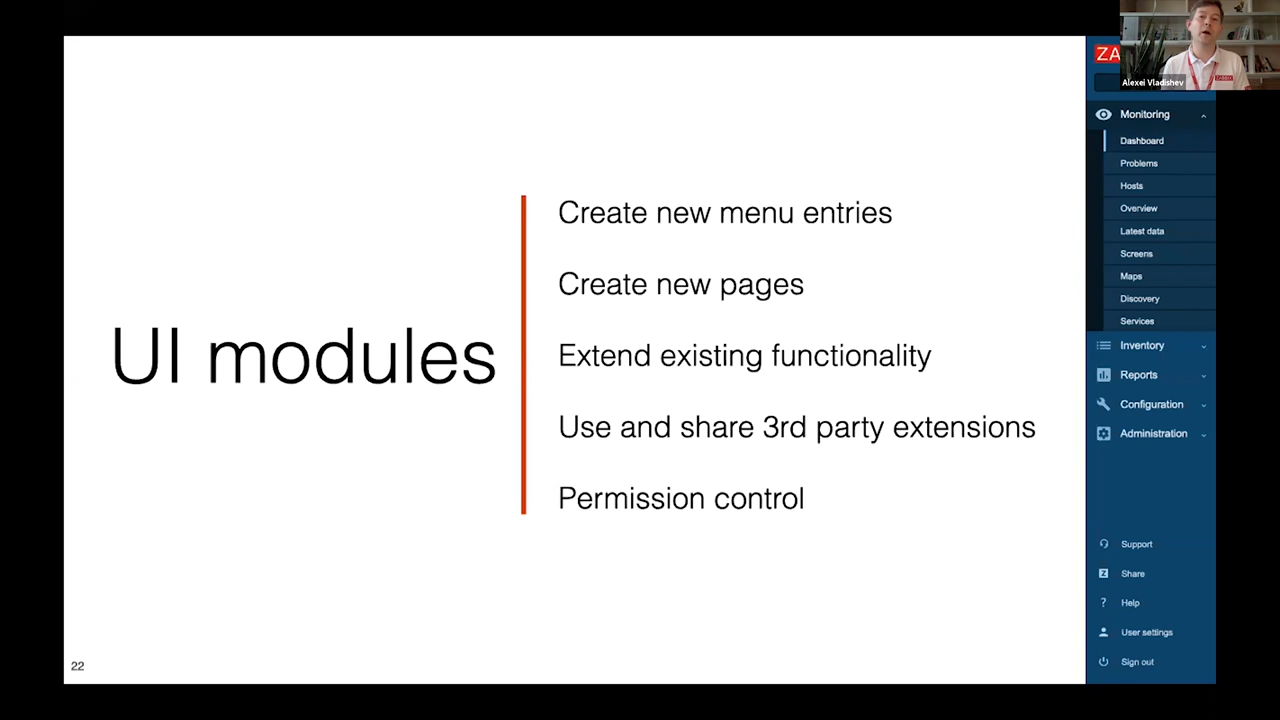 UI modules
Create new menu entries
Create new pages
Extend existing functionality
Use and share 3rd party extensions
Permission control
22
ZA
Alexei Vladishev
Monitoring
Dashboard
Problems
Hosts
Overview
Latest data
Screens
Maps
Discovery
Services
Inventory
Reports
Configuration
Administration
Support
Share
Help
User settings
Sign out